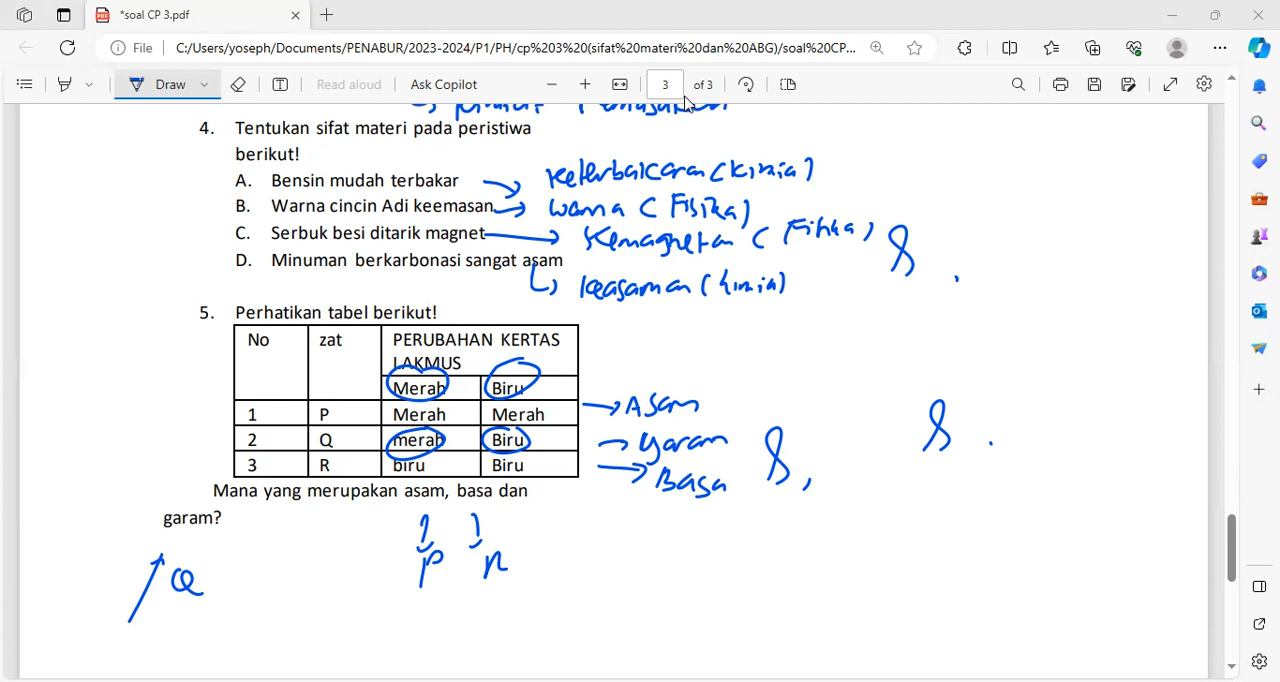 *soal CP 3.pdf
File C:/Users/yoseph/Documents/PENABUR/2023-2024/P1/PH/cp%203%20(sifat%20materi%20dan%20ABG)/soal%20CP...
Draw Read aloud Ask Copilot 3 of 3
4. Tentukan sifat materi pada peristiwa
berikut!
A. Bensin mudah terbakar
Keterbakaran (kimia)
B. Warna cincin Adi keemasan
warna (Fisika)
C. Serbuk besi ditarik magnet
Kemagnetan (Fisika)
D. Minuman berkarbonasi sangat asam
keasaman (kimia)
5. Perhatikan tabel berikut!
No zat PERUBAHAN KERTAS
LAKMUS
Merah Biru
1 P Merah Merah Asam
2 Q merah Biru garam
3 R biru Biru Basa
Mana yang merupakan asam, basa dan
garam?
P R
Q